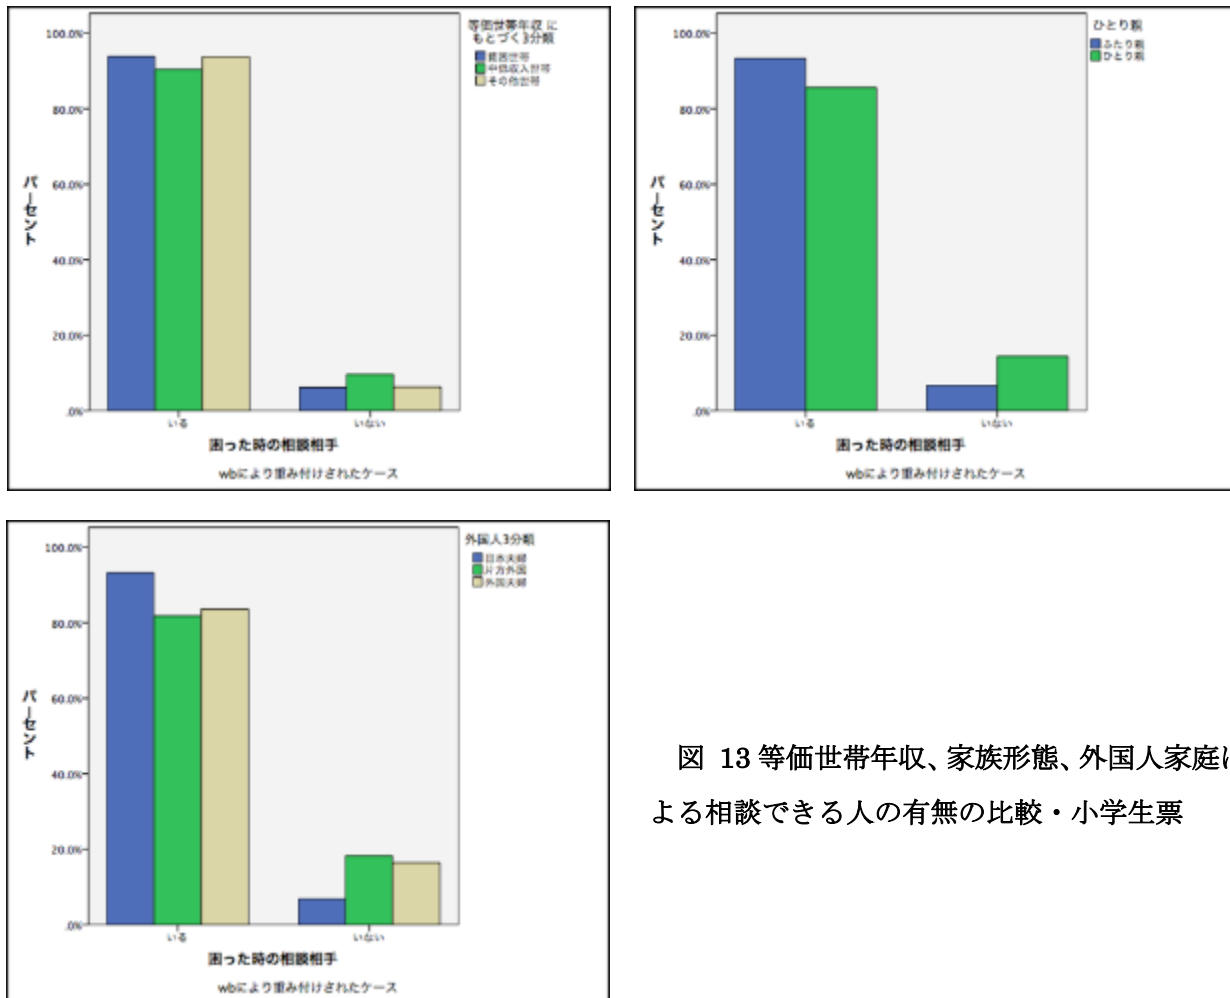 等価世帯年収 に
もとづく3分類
貧困世帯
中低収入世帯
その他世帯
100.0%
80.0%
60.0%
40.0%
20.0%
.0%
パーセント
いる
いない
困った時の相談相手
wbにより重み付けされたケース
ひとり親
ふたり親
ひとり親
100.0%
80.0%
60.0%
40.0%
20.0%
.0%
パーセント
いる
いない
困った時の相談相手
wbにより重み付けされたケース
外国人3分類
日本夫婦
片方外国
外国夫婦
100.0%
80.0%
60.0%
40.0%
20.0%
.0%
パーセント
いる
いない
困った時の相談相手
wbにより重み付けされたケース
図 13 等価世帯年収、家族形態、外国人家庭に
よる相談できる人の有無の比較・小学生票